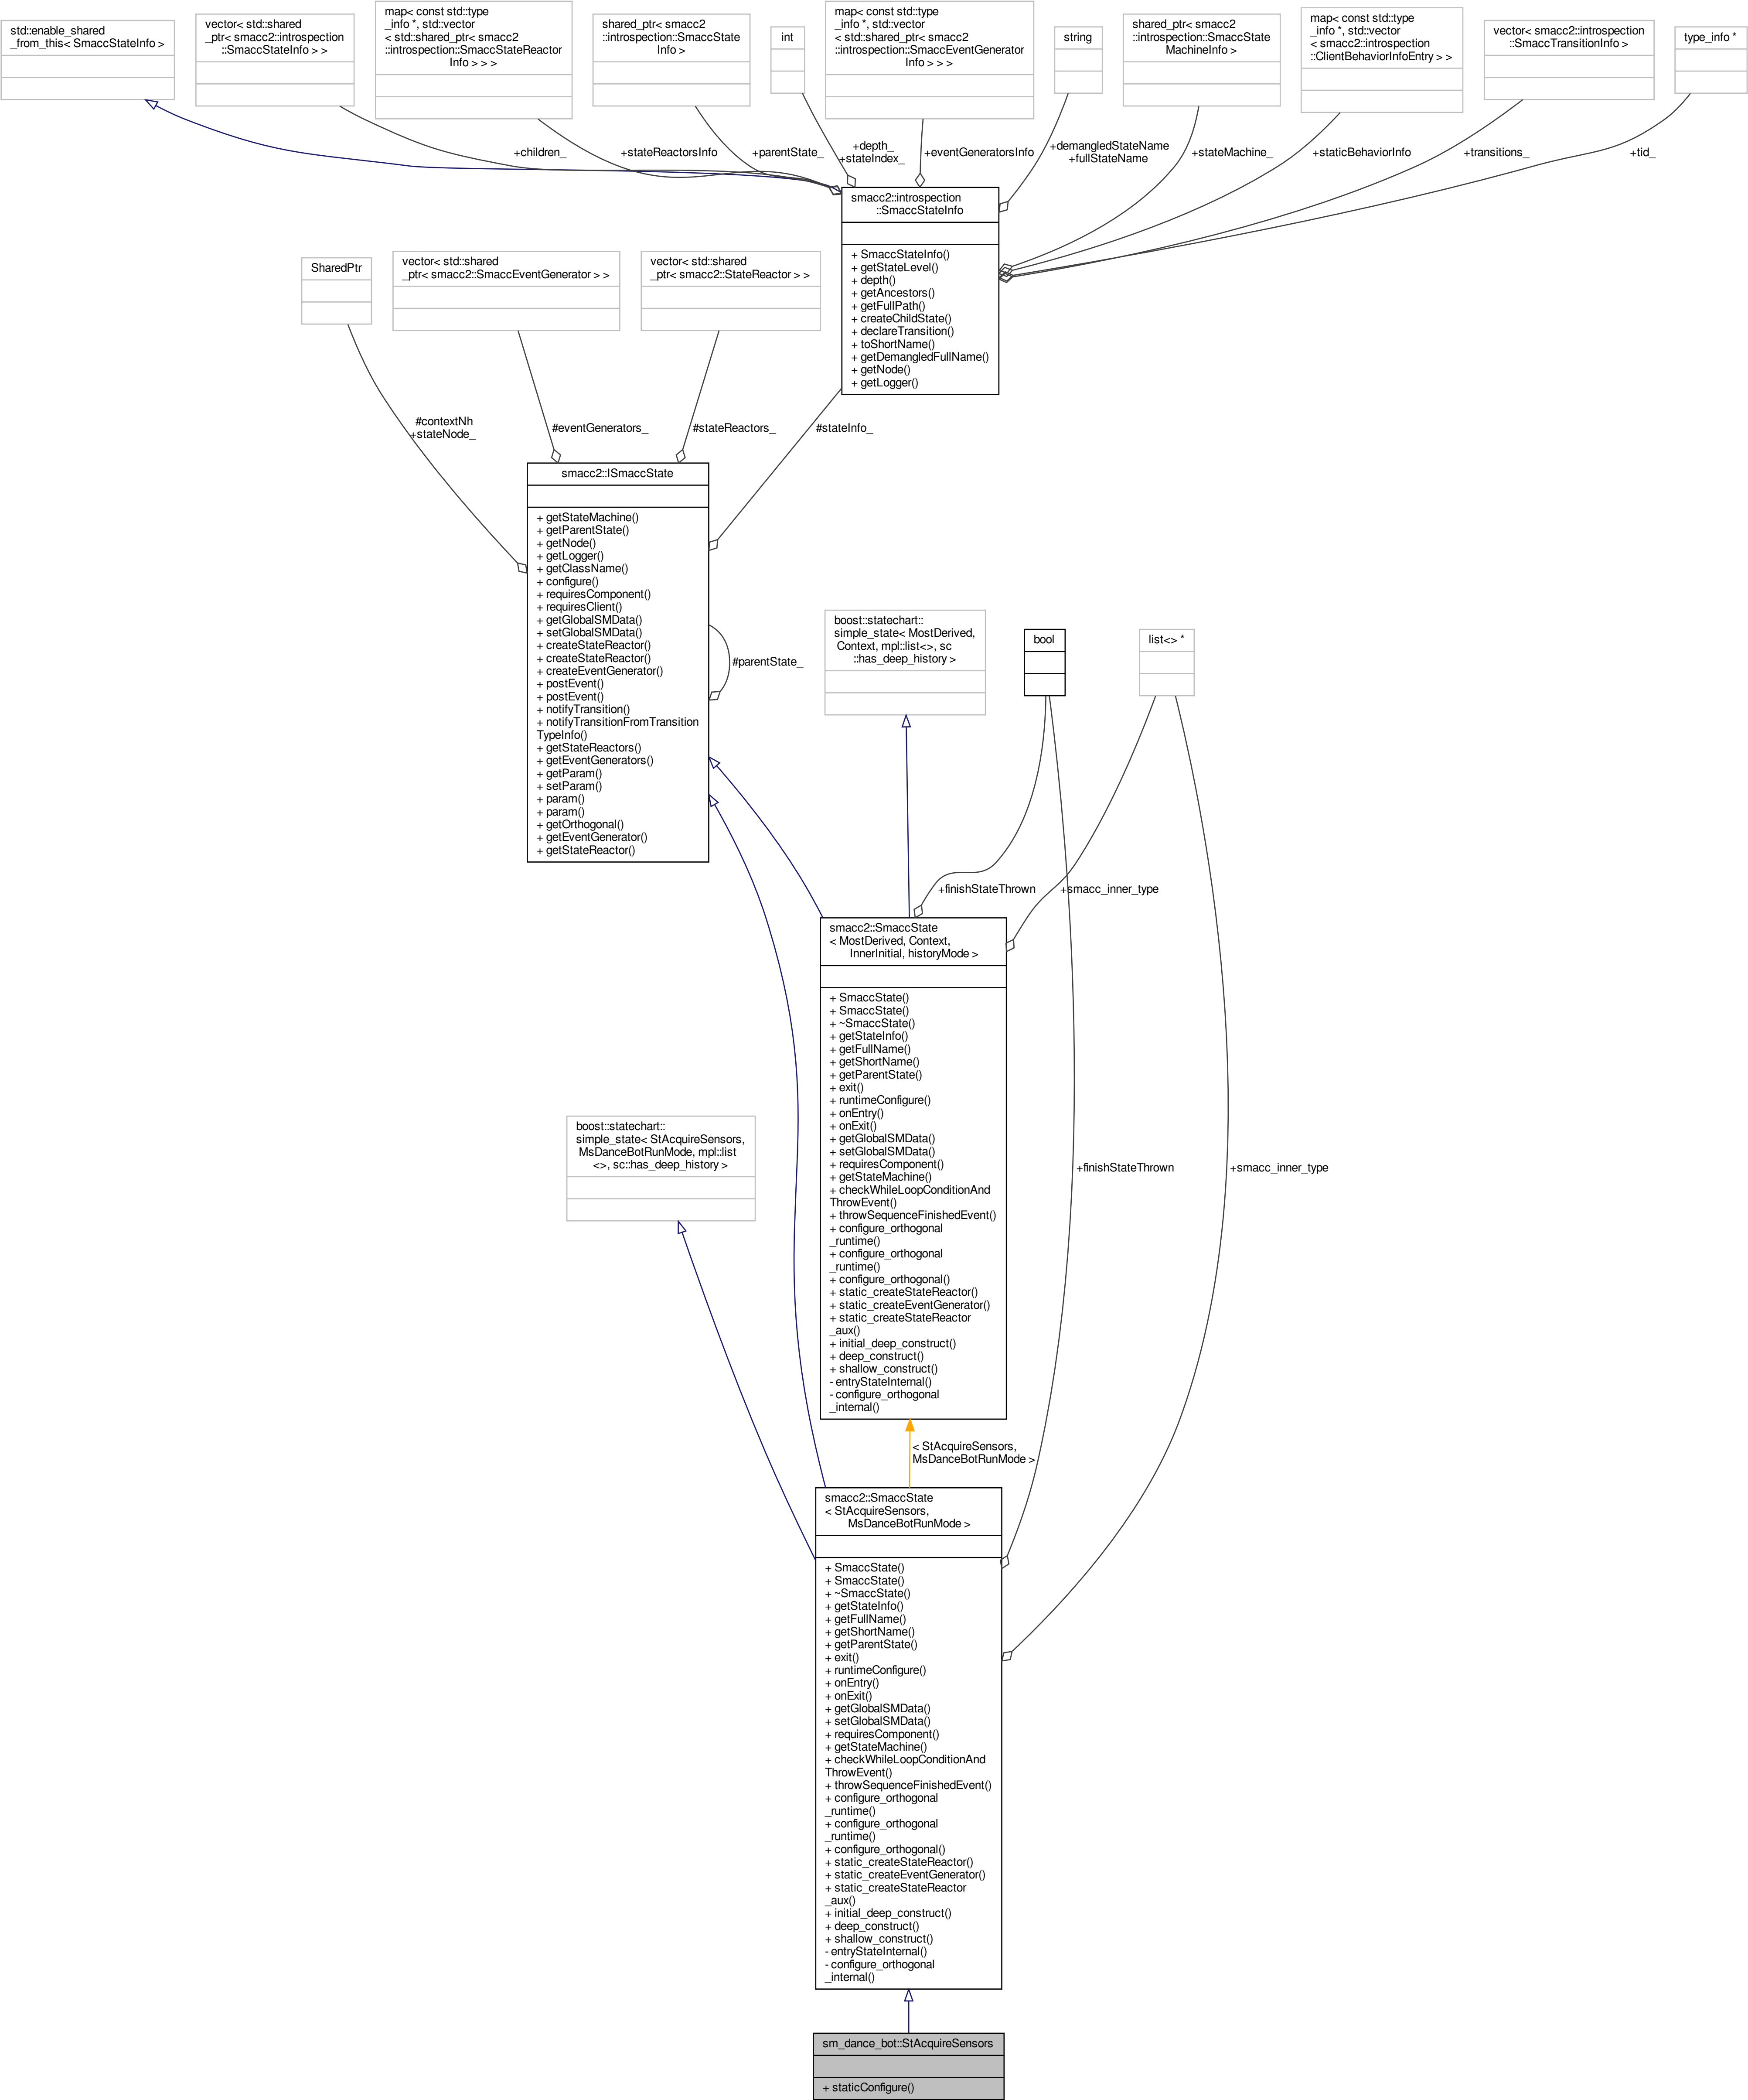 std::enable_shared
_from_this< SmaccStateInfo >
vector< std::shared
_ptr< smacc2::introspection
::SmaccStateInfo > >
map< const std::type
_info *, std::vector
< std::shared_ptr< smacc2
::introspection::SmaccStateReactor
Info > > >
shared_ptr< smacc2
::introspection::SmaccState
Info >
int
map< const std::type
_info *, std::vector
< std::shared_ptr< smacc2
::introspection::SmaccEventGenerator
Info > > >
string
shared_ptr< smacc2
::introspection::SmaccState
MachineInfo >
map< const std::type
_info *, std::vector
< smacc2::introspection
::ClientBehaviorInfoEntry > >
vector< smacc2::introspection
::SmaccTransitionInfo >
type_info *
+children_
+stateReactorsInfo
+parentState_
+depth_
+stateIndex_
+eventGeneratorsInfo
+demangledStateName
+fullStateName
+stateMachine_
+staticBehaviorInfo
+transitions_
+tid_
smacc2::introspection
::SmaccStateInfo
+ SmaccStateInfo()
+ getStateLevel()
+ depth()
+ getAncestors()
+ getFullPath()
+ createChildState()
+ declareTransition()
+ toShortName()
+ getDemangledFullName()
+ getNode()
+ getLogger()
SharedPtr
vector< std::shared
_ptr< smacc2::SmaccEventGenerator > >
vector< std::shared
_ptr< smacc2::StateReactor > >
#contextNh
+stateNode_
#eventGenerators_
#stateReactors_
#stateInfo_
smacc2::ISmaccState
+ getStateMachine()
+ getParentState()
+ getNode()
+ getLogger()
+ getClassName()
+ configure()
+ requiresComponent()
+ requiresClient()
+ getGlobalSMData()
+ setGlobalSMData()
+ createStateReactor()
+ createStateReactor()
+ createEventGenerator()
+ postEvent()
+ postEvent()
+ notifyTransition()
+ notifyTransitionFromTransition
TypeInfo()
+ getStateReactors()
+ getEventGenerators()
+ getParam()
+ setParam()
+ param()
+ param()
+ getOrthogonal()
+ getEventGenerator()
+ getStateReactor()
#parentState_
boost::statechart::
simple_state< MostDerived,
Context, mpl::list<>, sc
::has_deep_history >
bool
list<> *
+finishStateThrown
+smacc_inner_type
smacc2::SmaccState
< MostDerived, Context,
InnerInitial, historyMode >
+ SmaccState()
+ SmaccState()
+ ~SmaccState()
+ getStateInfo()
+ getFullName()
+ getShortName()
+ getParentState()
+ exit()
+ runtimeConfigure()
+ onEntry()
+ onExit()
+ getGlobalSMData()
+ setGlobalSMData()
+ requiresComponent()
+ getStateMachine()
+ checkWhileLoopConditionAnd
ThrowEvent()
+ throwSequenceFinishedEvent()
+ configure_orthogonal
_runtime()
+ configure_orthogonal
_runtime()
+ configure_orthogonal()
+ static_createStateReactor()
+ static_createEventGenerator()
+ static_createStateReactor
_aux()
+ initial_deep_construct()
+ deep_construct()
+ shallow_construct()
- entryStateInternal()
- configure_orthogonal
_internal()
boost::statechart::
simple_state< StAcquireSensors,
MsDanceBotRunMode, mpl::list
<>, sc::has_deep_history >
+finishStateThrown
+smacc_inner_type
< StAcquireSensors,
MsDanceBotRunMode >
smacc2::SmaccState
< StAcquireSensors,
MsDanceBotRunMode >
+ SmaccState()
+ SmaccState()
+ ~SmaccState()
+ getStateInfo()
+ getFullName()
+ getShortName()
+ getParentState()
+ exit()
+ runtimeConfigure()
+ onEntry()
+ onExit()
+ getGlobalSMData()
+ setGlobalSMData()
+ requiresComponent()
+ getStateMachine()
+ checkWhileLoopConditionAnd
ThrowEvent()
+ throwSequenceFinishedEvent()
+ configure_orthogonal
_runtime()
+ configure_orthogonal
_runtime()
+ configure_orthogonal()
+ static_createStateReactor()
+ static_createEventGenerator()
+ static_createStateReactor
_aux()
+ initial_deep_construct()
+ deep_construct()
+ shallow_construct()
- entryStateInternal()
- configure_orthogonal
_internal()
sm_dance_bot::StAcquireSensors
+ staticConfigure()